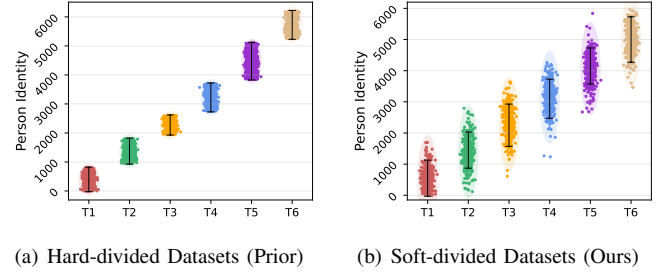 Person Identity
6000
5000
4000
3000
2000
1000
0
T1 T2 T3 T4 T5 T6
(a) Hard-divided Datasets (Prior)
Person Identity
6000
5000
4000
3000
2000
1000
0
T1 T2 T3 T4 T5 T6
(b) Soft-divided Datasets (Ours)